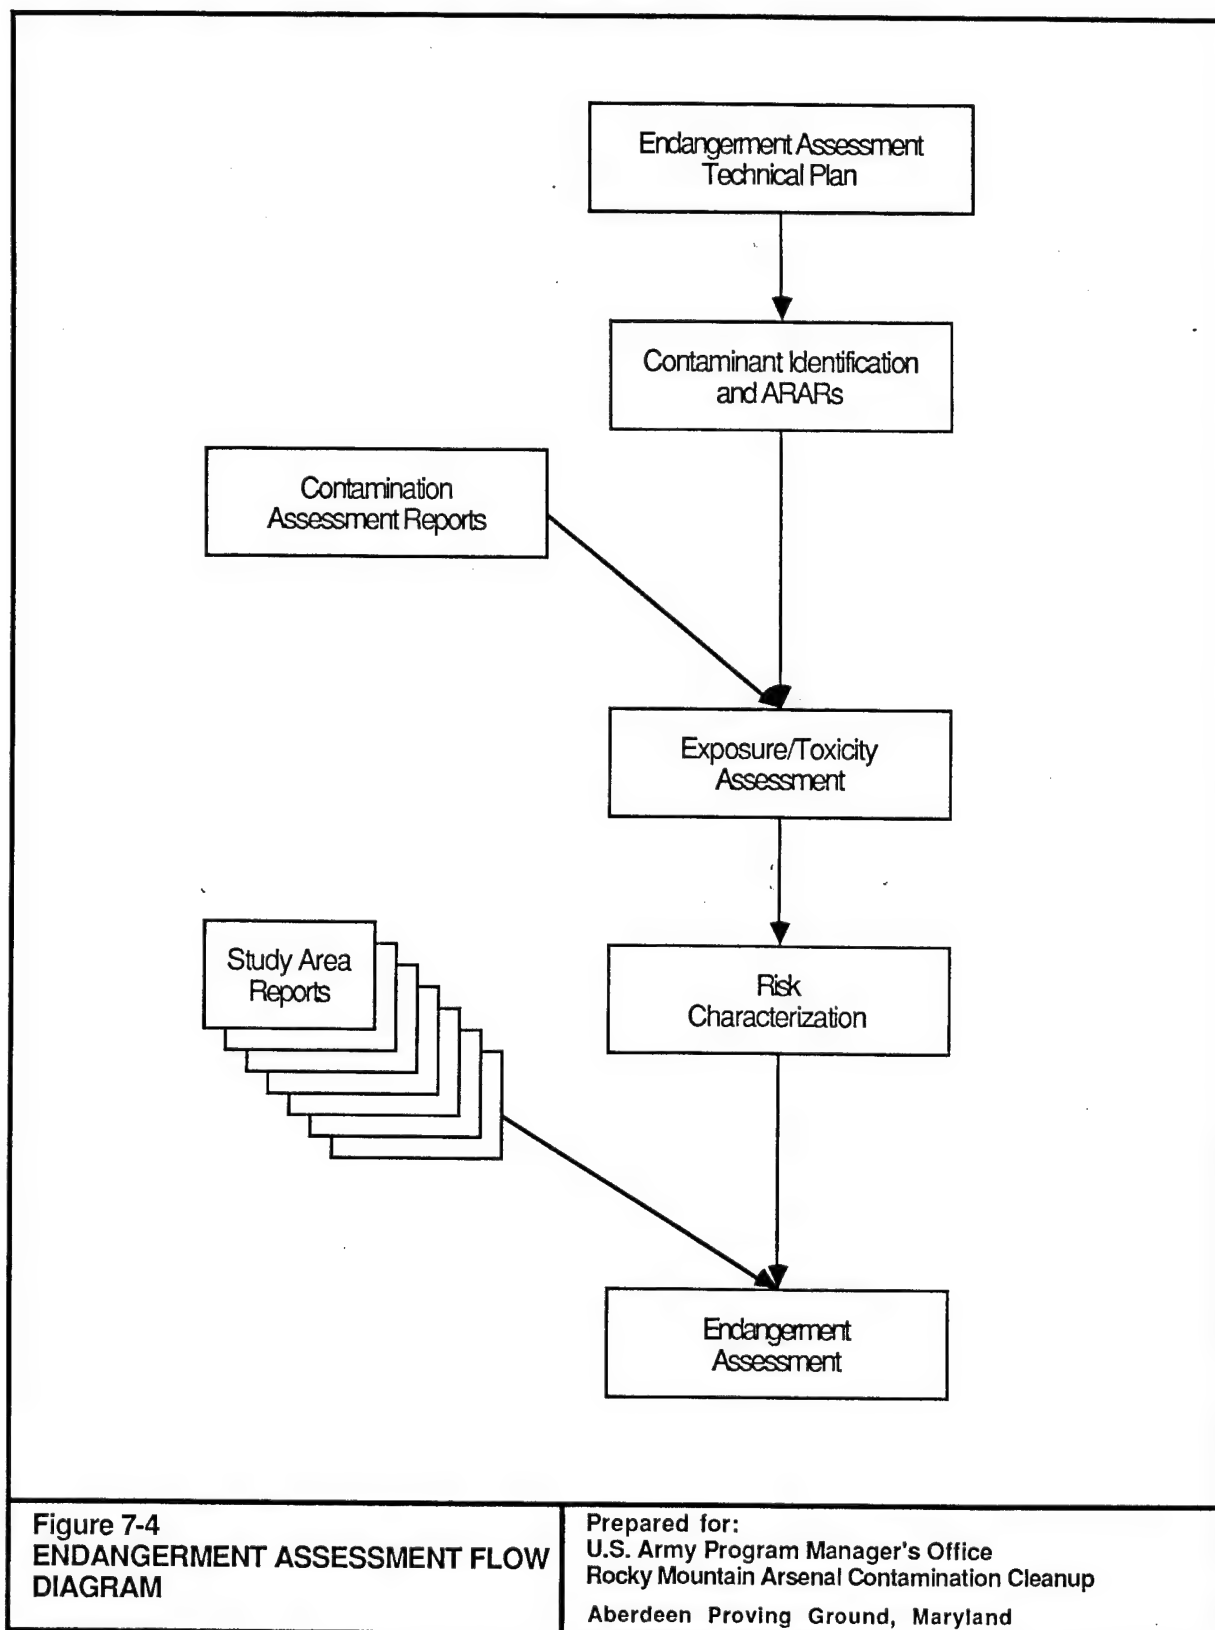 Endangerment Assessment
Technical Plan
Contaminant Identification
and ARARs
Contamination
Assessment Reports
Exposure/Toxicity
Assessment
Study Area
Reports
Risk
Characterization
Endangerment
Assessment
Figure 7-4
ENDANGERMENT ASSESSMENT FLOW
DIAGRAM
Prepared for:
U.S. Army Program Manager's Office
Rocky Mountain Arsenal Contamination Cleanup
Aberdeen Proving Ground, Maryland